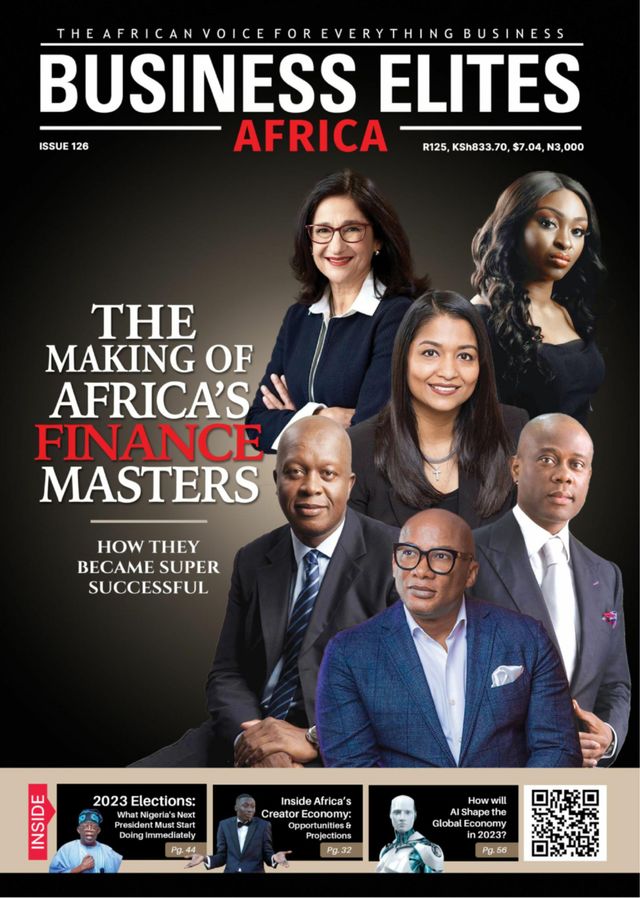 THE AFRICAN VOICE FOR EVERYTHING BUSINESS
BUSINESS ELITES
AFRICA
ISSUE 126
R125, KSh833.70, $7.04, N3,000
THE
MAKING OF
AFRICA'S
FINANCE
MASTERS
HOW THEY
BECAME SUPER
SUCCESSFUL
INSIDE
2023 Elections:
What Nigeria's Next
President Must Start
Doing Immediately
Pg. 44
Inside Africa's
Creator Economy:
Opportunities &
Projections
Pg. 32
How will
AI Shape the
Global Economy
in 2023?
Pg. 56